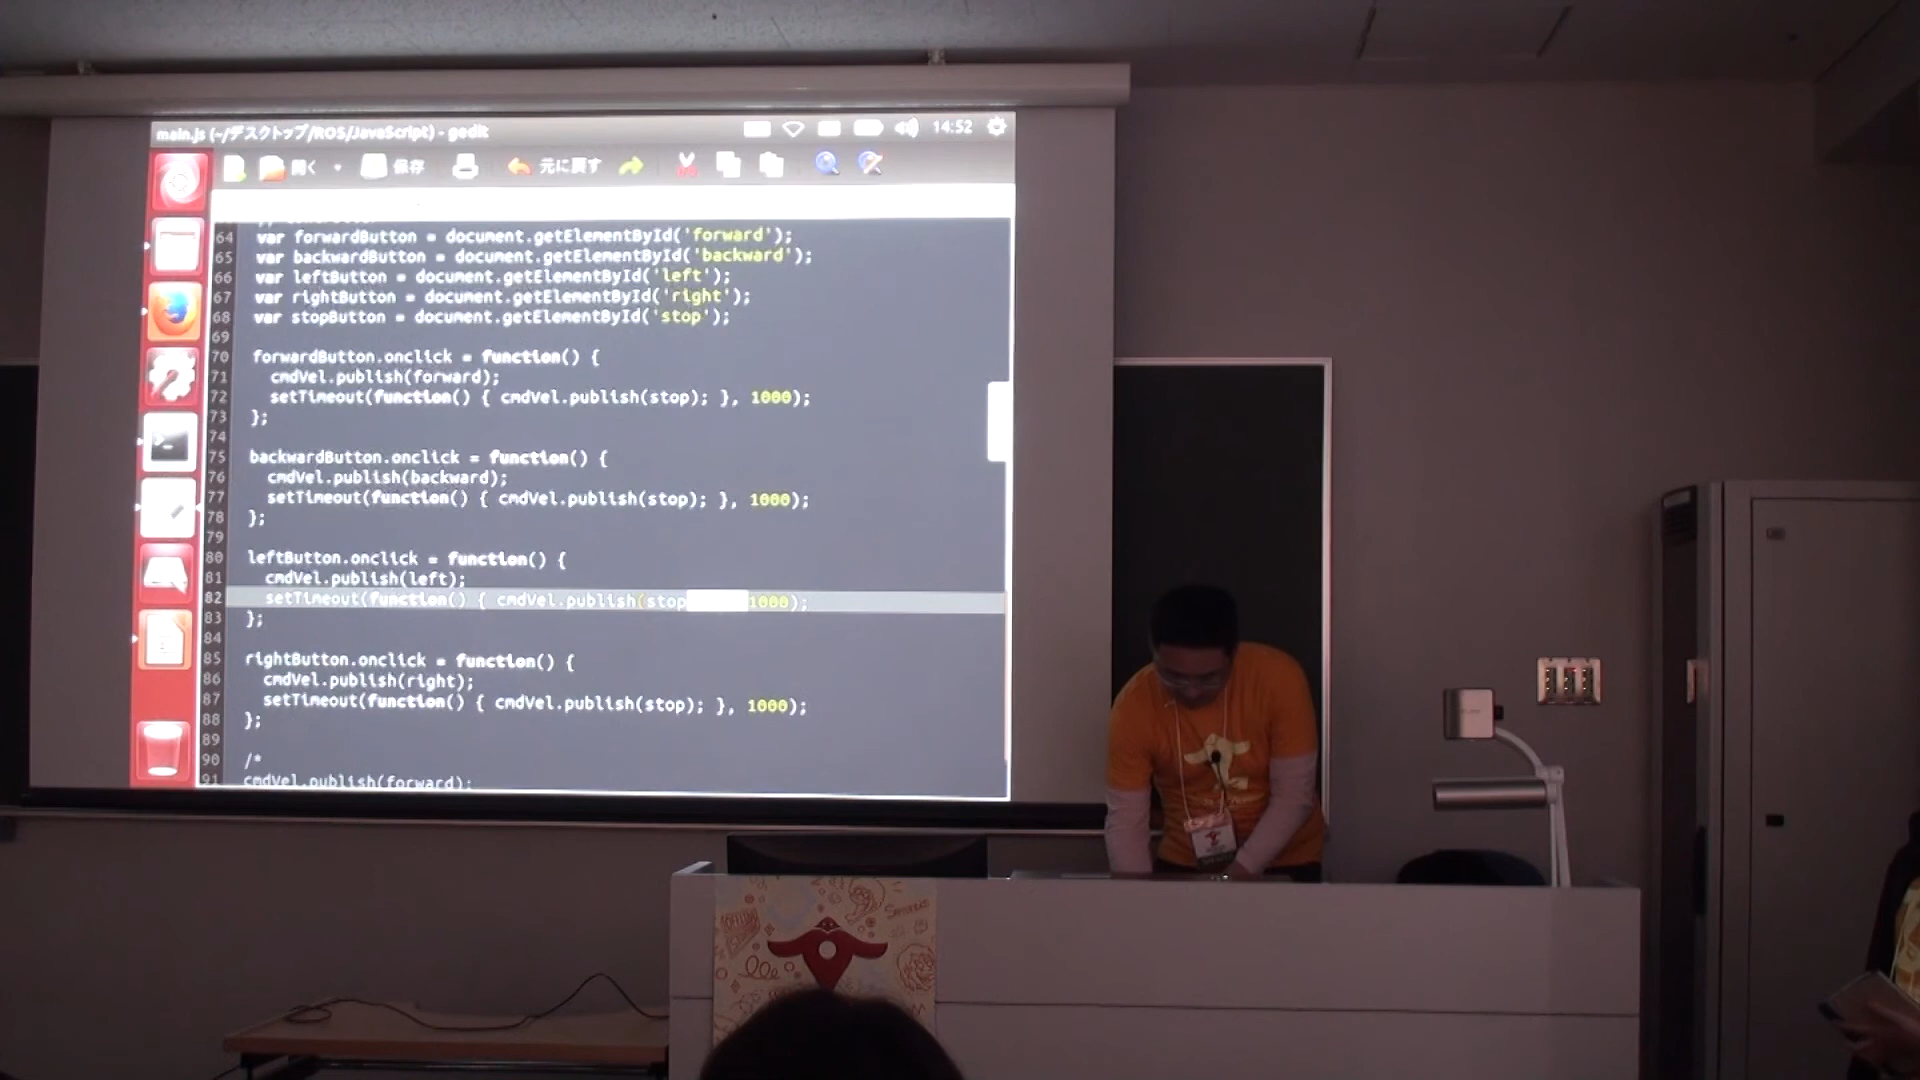 main.js (~/デスクトップ/ROS/JavaScript) - gedit
14:52
開く
保存
元に戻す
64 var forwardButton = document.getElementById('forward');
65 var backwardButton = document.getElementById('backward');
66 var leftButton = document.getElementById('left');
67 var rightButton = document.getElementById('right');
68 var stopButton = document.getElementById('stop');
69
70 forwardButton.onclick = function() {
71 cmdVel.publish(forward);
72 setTimeout(function() { cmdVel.publish(stop); }, 1000);
73 };
74
75 backwardButton.onclick = function() {
76 cmdVel.publish(backward);
77 setTimeout(function() { cmdVel.publish(stop); }, 1000);
78 };
79
80 leftButton.onclick = function() {
81 cmdVel.publish(left);
82 setTimeout(function() { cmdVel.publish(stop 1000);
83 };
84
85 rightButton.onclick = function() {
86 cmdVel.publish(right);
87 setTimeout(function() { cmdVel.publish(stop); }, 1000);
88 };
89
90 /*
91 cmdVel.publish(forward);